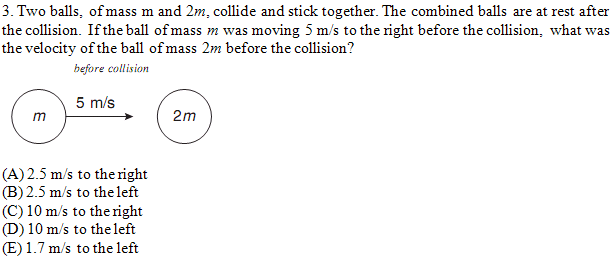 3. Two balls, of mass m and 2m, collide and stick together. The combined balls are at rest after
the collision. If the ball of mass m was moving 5 m/s to the right before the collision, what was
the velocity of the ball of mass 2m before the collision?
before collision
5 m/s
m
2m
(A) 2.5 m/s to the right
(B) 2.5 m/s to the left
(C) 10 m/s to the right
(D) 10 m/s to the left
(E) 1.7 m/s to the left